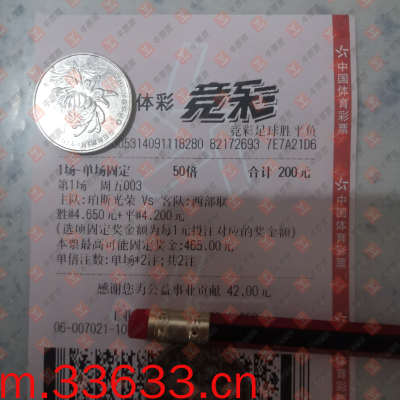 体彩 竞彩
竞彩足球胜平负
05314091118280 82172693 7E7A21D6
1场-单场固定 50倍 合计 200元
第1场 周五003
主队:珀斯光荣 Vs 客队:西部联
胜@4.650元+平@4.200元
(选项固定奖金额为每1元投注对应的奖金额)
本票最高可能固定奖金:465.00元
单倍注数:单场*2注;共2注
感谢您为公益事业贡献 42.00元
06-007021-10
中国体育彩票
中国体育彩票
m.33633.cn